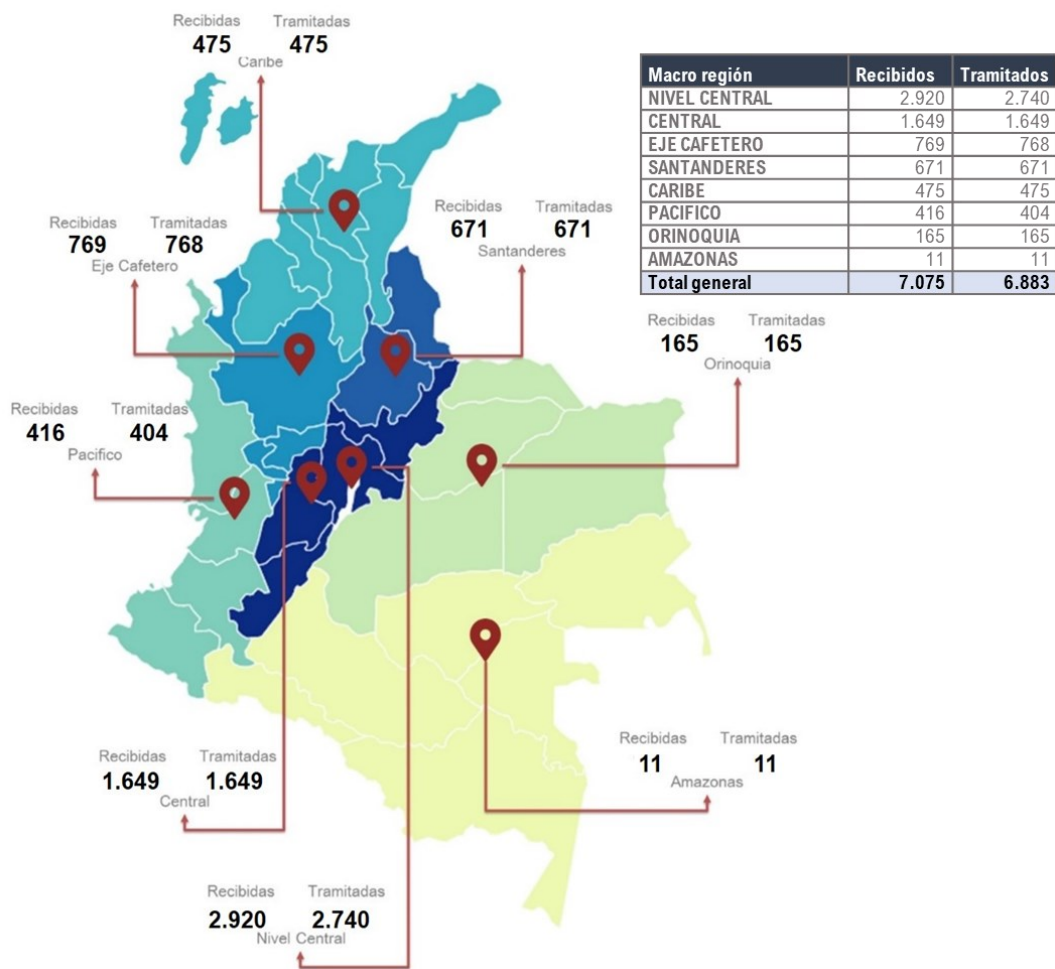 Recibidas Tramitadas
475 475
Caribe
Macro región Recibidos Tramitados
NIVEL CENTRAL 2.920 2.740
CENTRAL 1.649 1.649
EJE CAFETERO 769 768
SANTANDERES 671 671
CARIBE 475 475
PACIFICO 416 404
ORINOQUIA 165 165
AMAZONAS 11 11
Total general 7.075 6.883
Recibidas Tramitadas
769 768
Eje Cafetero
Recibidas Tramitadas
671 671
Santanderes
Recibidas Tramitadas
165 165
Orinoquia
Recibidas Tramitadas
416 404
Pacifico
Recibidas Tramitadas
1.649 1.649
Central
Recibidas Tramitadas
11 11
Amazonas
Recibidas Tramitadas
2.920 2.740
Nivel Central